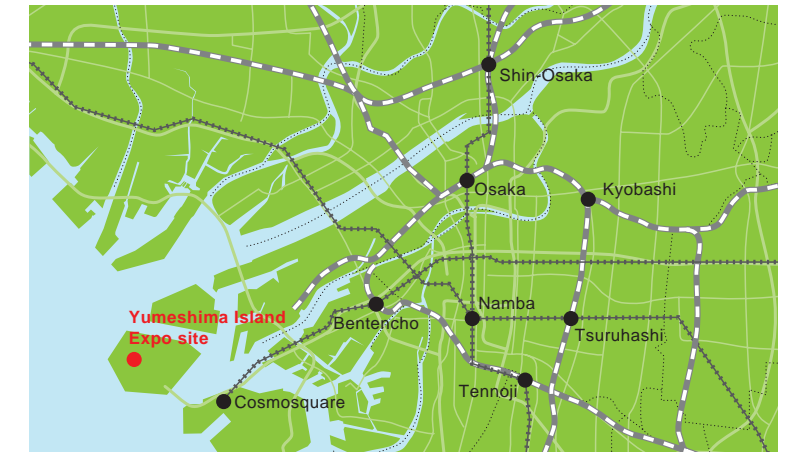 Shin-Osaka
Osaka
Kyobashi
Yumeshima Island
Expo site
Bentencho
Namba
Tsuruhashi
Tennoji
Cosmosquare